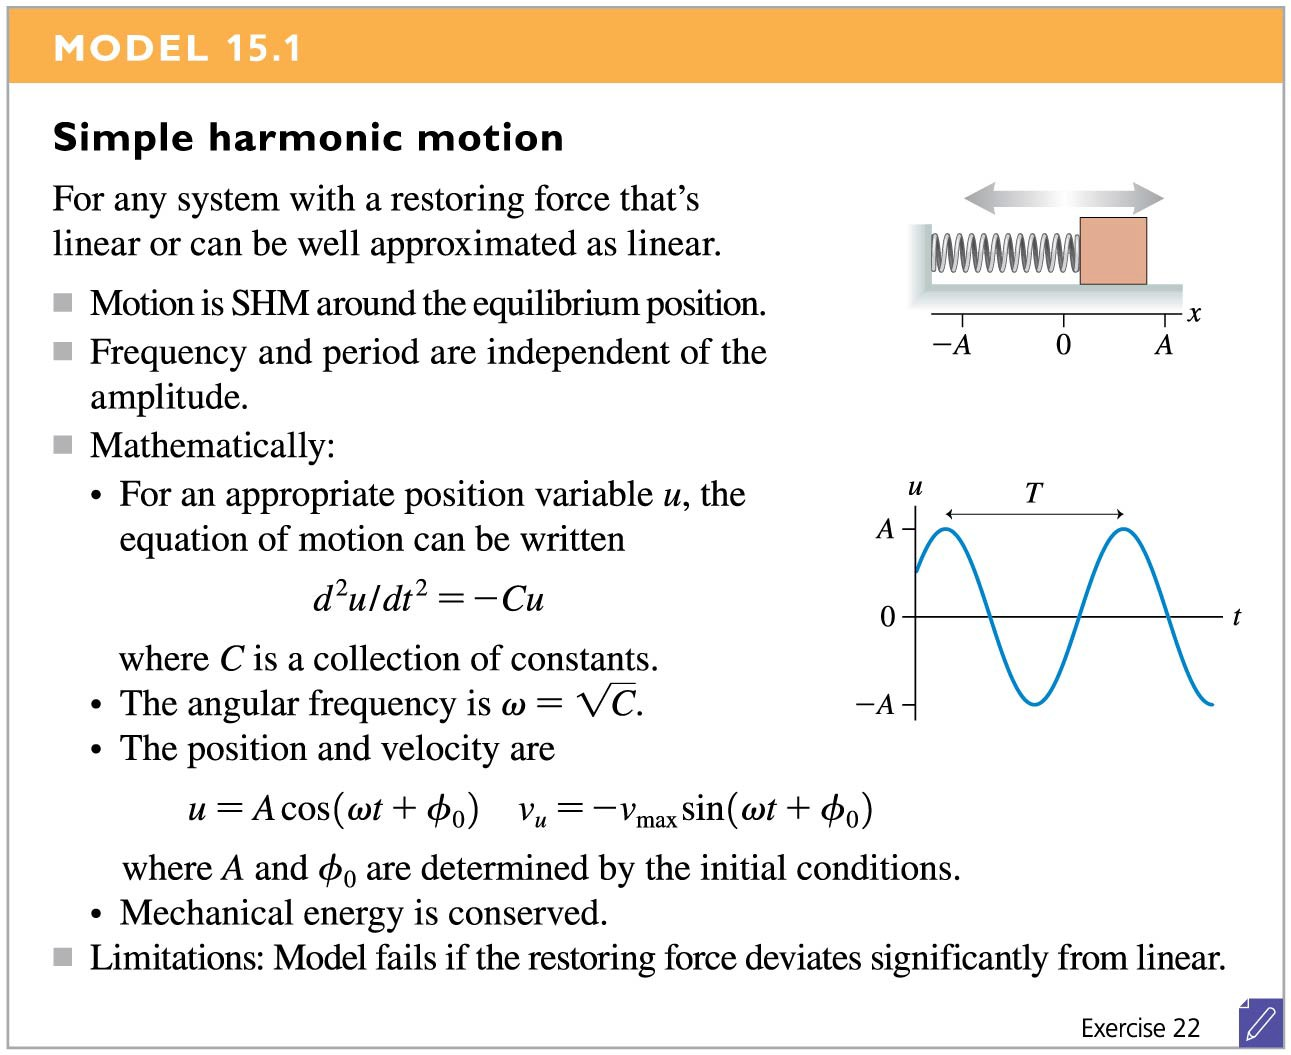 MODEL 15.1
Simple harmonic motion
For any system with a restoring force that's
linear or can be well approximated as linear.
■ Motion is SHM around the equilibrium position.
■ Frequency and period are independent of the
amplitude.
■ Mathematically:
• For an appropriate position variable u, the
equation of motion can be written
d²u/dt² = −Cu
where C is a collection of constants.
• The angular frequency is ω = √C.
• The position and velocity are
u = A cos(ωt + ϕ₀) vᵤ = −vmax sin(ωt + ϕ₀)
where A and ϕ₀ are determined by the initial conditions.
• Mechanical energy is conserved.
■ Limitations: Model fails if the restoring force deviates significantly from linear.
x
−A 0 A
u
T
A
0
t
−A
Exercise 22